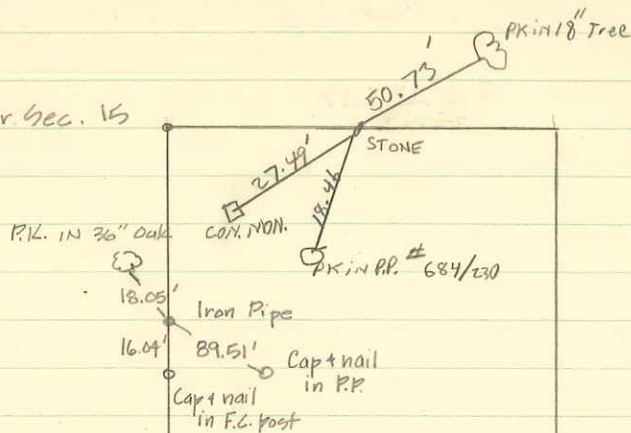 PK in 18" Tree
50.73'
r. Sec. 15
STONE
27.49'
18.46
CON. MON.
P.K. IN 36" Oak
PK in P.P. # 684/230
18.05'
Iron Pipe
16.04'
89.51'
Cap & nail
in P.P.
Cap & nail
in F.C. post